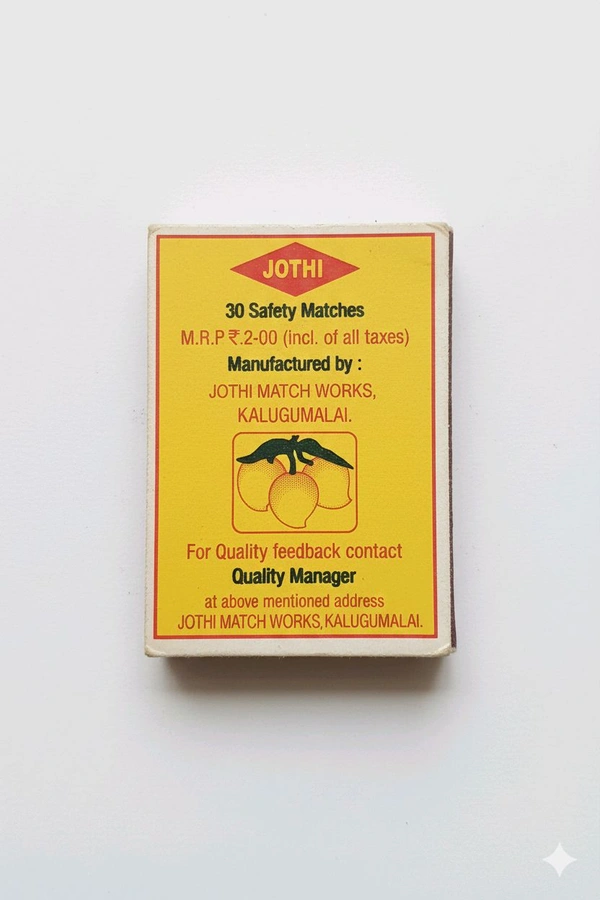 JOTHI
30 Safety Matches
M.R.P ₹.2-00 (incl. of all taxes)
Manufactured by :
JOTHI MATCH WORKS,
KALUGUMALAI.
For Quality feedback contact
Quality Manager
at above mentioned address
JOTHI MATCH WORKS, KALUGUMALAI.